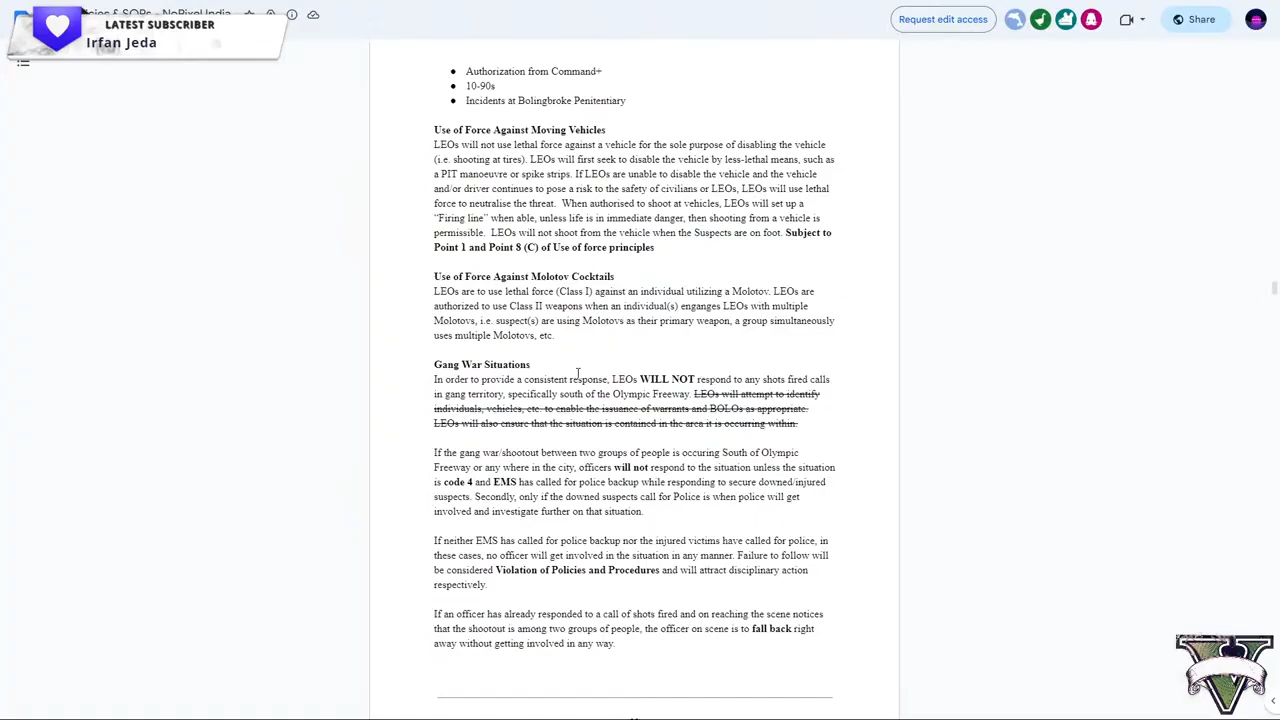 cies & SOPs - NoPixel India
LATEST SUBSCRIBER
Irfan Jeda
Request edit access
Share
● Authorization from Command+
● 10-90s
● Incidents at Bolingbroke Penitentiary
Use of Force Against Moving Vehicles
LEOs will not use lethal force against a vehicle for the sole purpose of disabling the vehicle
(i.e. shooting at tires). LEOs will first seek to disable the vehicle by less-lethal means, such as
a PIT manoeuvre or spike strips. If LEOs are unable to disable the vehicle and the vehicle
and/or driver continues to pose a risk to the safety of civilians or LEOs, LEOs will use lethal
force to neutralise the threat.  When authorised to shoot at vehicles, LEOs will set up a
“Firing line” when able, unless life is in immediate danger, then shooting from a vehicle is
permissible.  LEOs will not shoot from the vehicle when the Suspects are on foot. Subject to
Point 1 and Point 8 (C) of Use of force principles
Use of Force Against Molotov Cocktails
LEOs are to use lethal force (Class I) against an individual utilizing a Molotov. LEOs are
authorized to use Class II weapons when an individual(s) enganges LEOs with multiple
Molotovs, i.e. suspect(s) are using Molotovs as their primary weapon, a group simultaneously
uses multiple Molotovs, etc.
Gang War Situations
In order to provide a consistent response, LEOs WILL NOT respond to any shots fired calls
in gang territory, specifically south of the Olympic Freeway. LEOs will attempt to identify
individuals, vehicles, etc. to enable the issuance of warrants and BOLOs as appropriate.
LEOs will also ensure that the situation is contained in the area it is occurring within.
If the gang war/shootout between two groups of people is occuring South of Olympic
Freeway or any where in the city, officers will not respond to the situation unless the situation
is code 4 and EMS has called for police backup while responding to secure downed/injured
suspects. Secondly, only if the downed suspects call for Police is when police will get
involved and investigate further on that situation.
If neither EMS has called for police backup nor the injured victims have called for police, in
these cases, no officer will get involved in the situation in any manner. Failure to follow will
be considered Violation of Policies and Procedures and will attract disciplinary action
respectively.
If an officer has already responded to a call of shots fired and on reaching the scene notices
that the shootout is among two groups of people, the officer on scene is to fall back right
away without getting involved in any way.
V